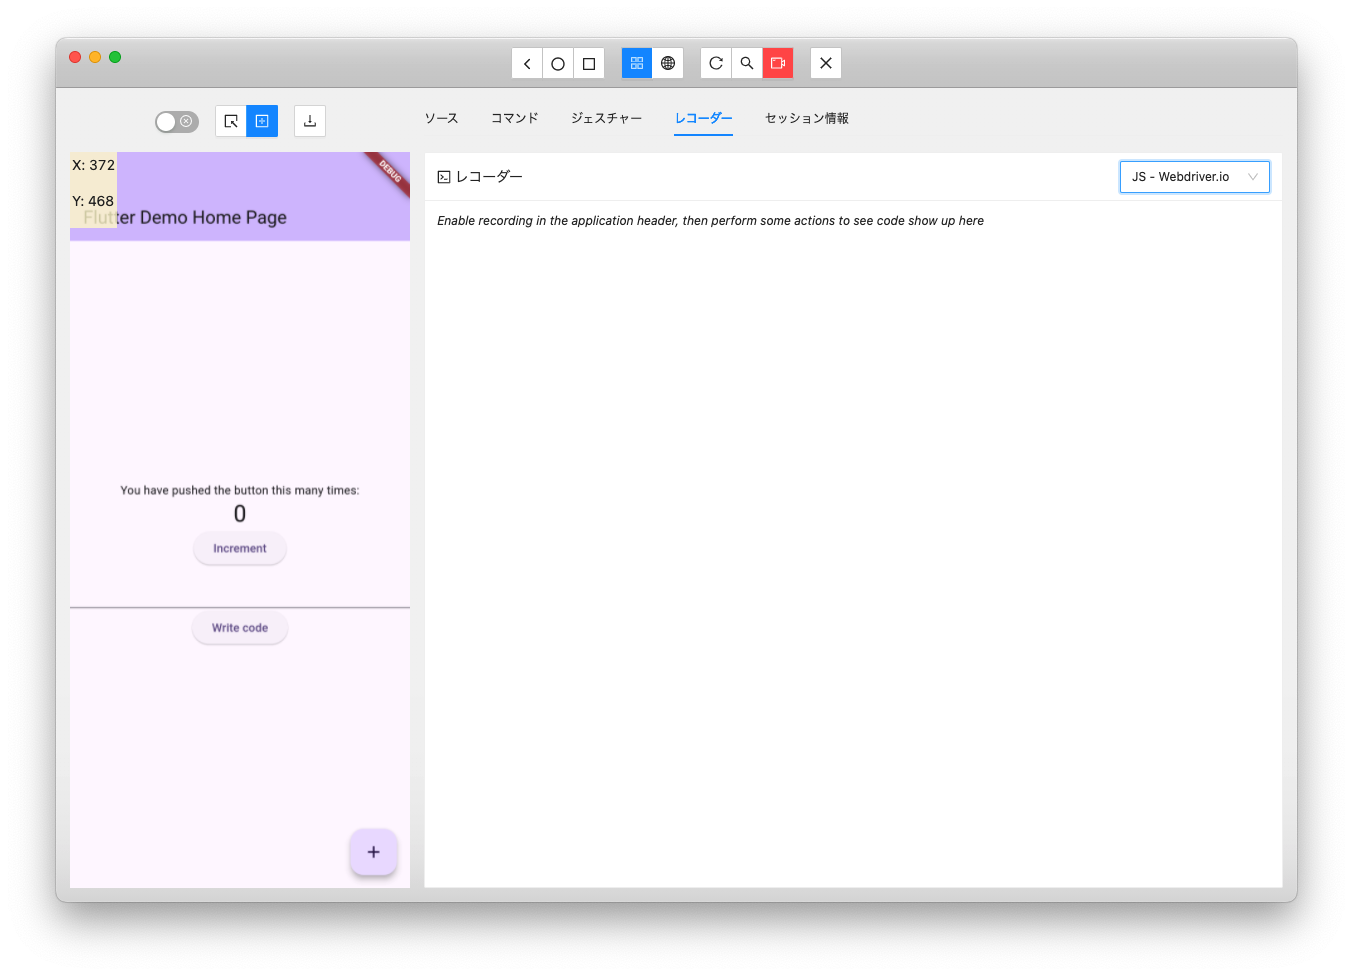 ソース コマンド ジェスチャー レコーダー セッション情報
X: 372
Y: 468
DEBUG
Flutter Demo Home Page
レコーダー
JS - Webdriver.io
Enable recording in the application header, then perform some actions to see code show up here
You have pushed the button this many times:
0
Increment
Write code
+